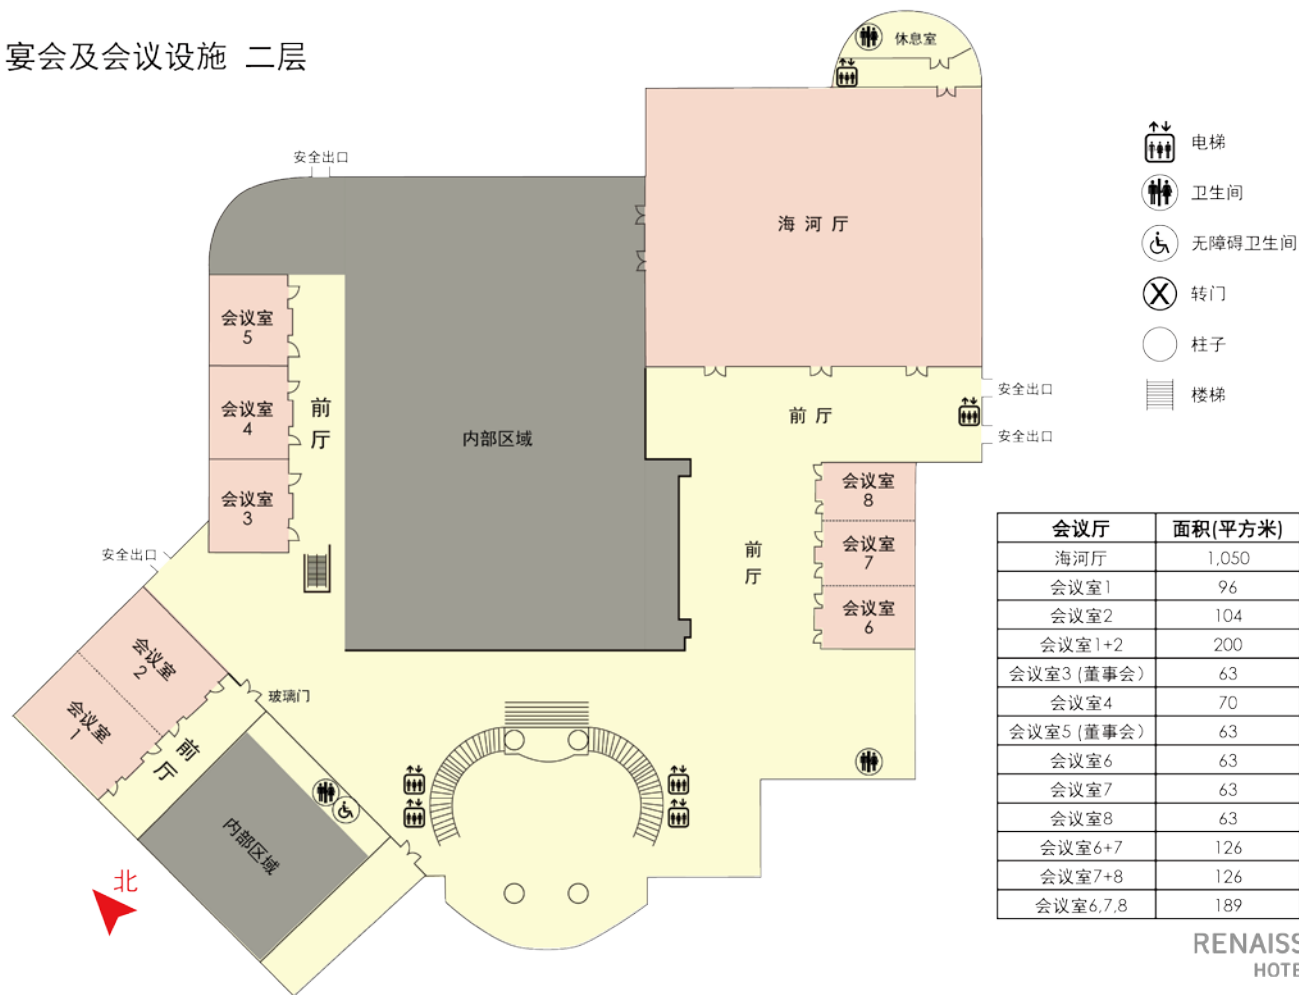 宴会及会议设施 二层
休息室
安全出口
海河厅
电梯
卫生间
无障碍卫生间
转门
柱子
楼梯
会议室
5
会议室
4
会议室
3
前
厅
内部区域
前厅
安全出口
安全出口
会议室
8
会议室
7
会议室
6
前
厅
安全出口
会议室
2
会议室
1
玻璃门
前
厅
内部区域
北
会议厅 面积(平方米)
海河厅 1,050
会议室1 96
会议室2 104
会议室1+2 200
会议室3 (董事会) 63
会议室4 70
会议室5 (董事会) 63
会议室6 63
会议室7 63
会议室8 63
会议室6+7 126
会议室7+8 126
会议室6,7,8 189
RENAISS
HOTE